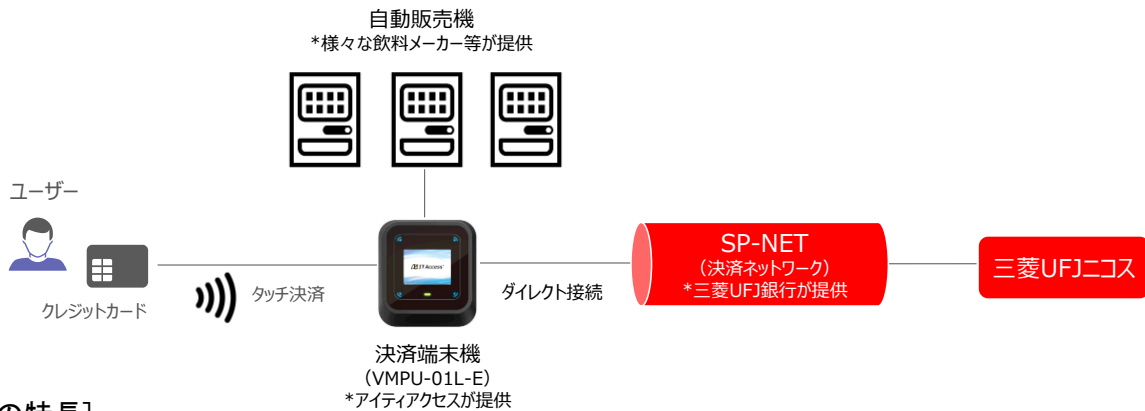 自動販売機
*様々な飲料メーカー等が提供
ユーザー
クレジットカード
タッチ決済
IT Access
ダイレクト接続
SP-NET
（決済ネットワーク）
*三菱UFJ銀行が提供
三菱UFJニコス
決済端末機
（VMPU-01L-E）
*アイティアクセスが提供